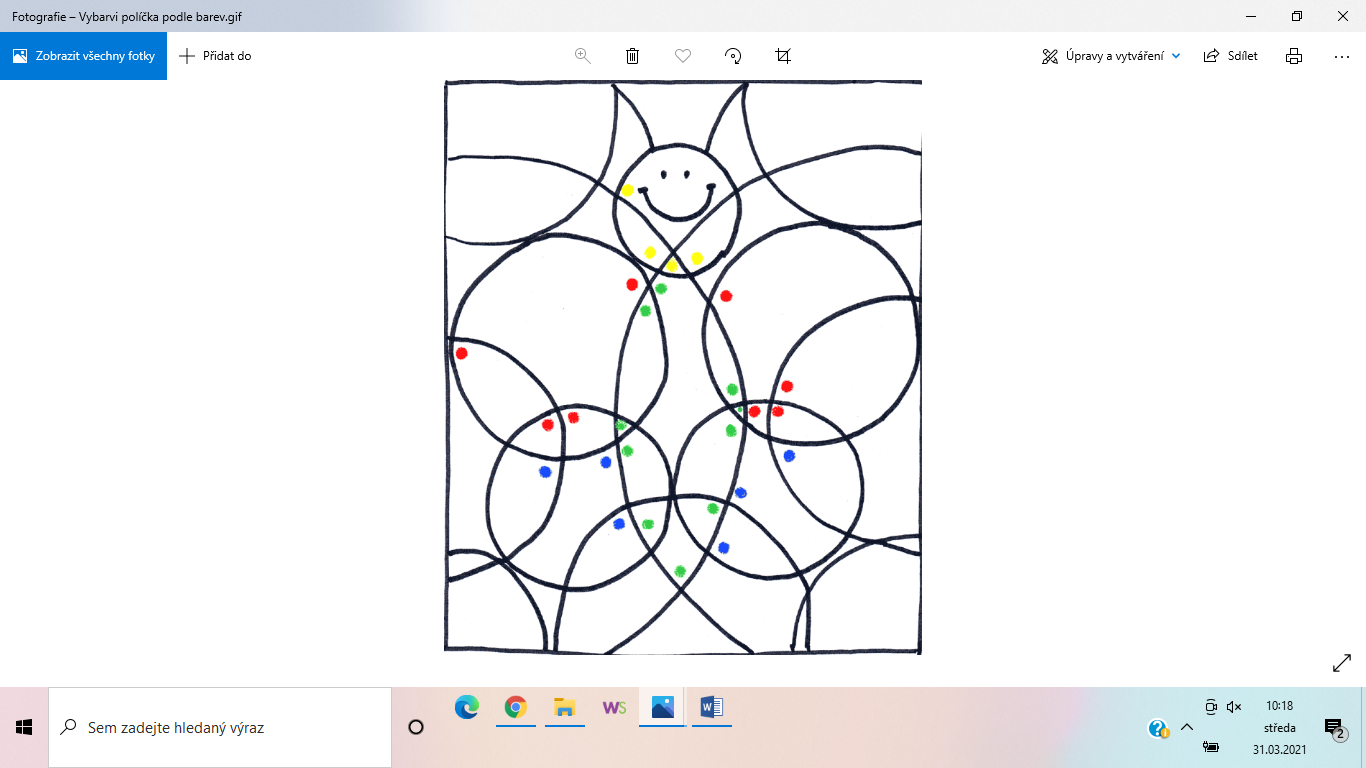 Fotografie – Vybarvi políčka podle barev.gif
Zobrazit všechny fotky
Přidat do
Úpravy a vytváření
Sdílet
Sem zadejte hledaný výraz
WS
W
10:18
středa
31.03.2021
2